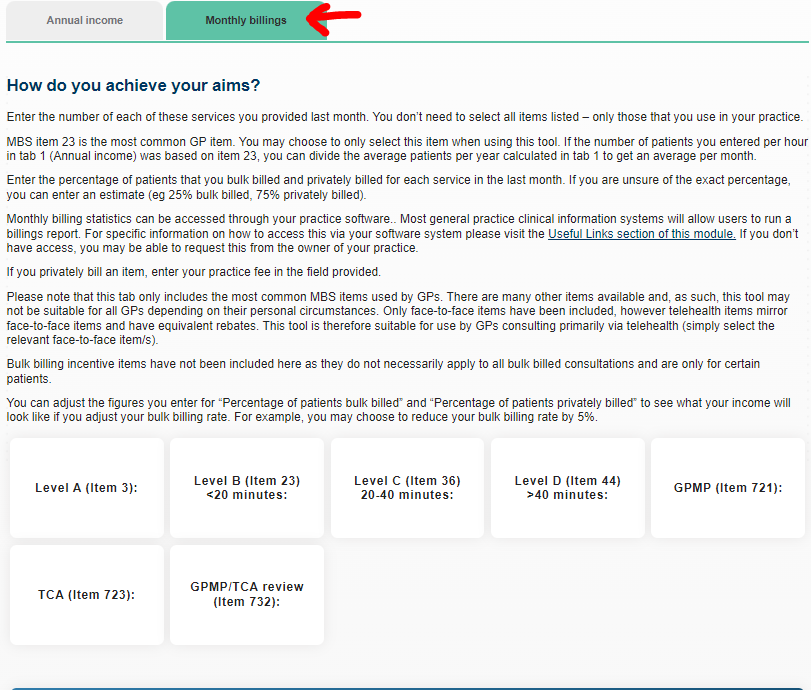 Annual income
Monthly billings
How do you achieve your aims?
Enter the number of each of these services you provided last month. You don’t need to select all items listed – only those that you use in your practice.
MBS item 23 is the most common GP item. You may choose to only select this item when using this tool. If the number of patients you entered per hour
in tab 1 (Annual income) was based on item 23, you can divide the average patients per year calculated in tab 1 to get an average per month.
Enter the percentage of patients that you bulk billed and privately billed for each service in the last month. If you are unsure of the exact percentage,
you can enter an estimate (eg 25% bulk billed, 75% privately billed).
Monthly billing statistics can be accessed through your practice software.. Most general practice clinical information systems will allow users to run a
billings report. For specific information on how to access this via your software system please visit the Useful Links section of this module. If you don’t
have access, you may be able to request this from the owner of your practice.
If you privately bill an item, enter your practice fee in the field provided.
Please note that this tab only includes the most common MBS items used by GPs. There are many other items available and, as such, this tool may
not be suitable for all GPs depending on their personal circumstances. Only face-to-face items have been included, however telehealth items mirror
face-to-face items and have equivalent rebates. This tool is therefore suitable for use by GPs consulting primarily via telehealth (simply select the
relevant face-to-face item/s).
Bulk billing incentive items have not been included here as they do not necessarily apply to all bulk billed consultations and are only for certain
patients.
You can adjust the figures you enter for “Percentage of patients bulk billed” and “Percentage of patients privately billed” to see what your income will
look like if you adjust your bulk billing rate. For example, you may choose to reduce your bulk billing rate by 5%.
Level A (Item 3):
Level B (Item 23)
<20 minutes:
Level C (Item 36)
20-40 minutes:
Level D (Item 44)
>40 minutes:
GPMP (Item 721):
TCA (Item 723):
GPMP/TCA review
(Item 732):